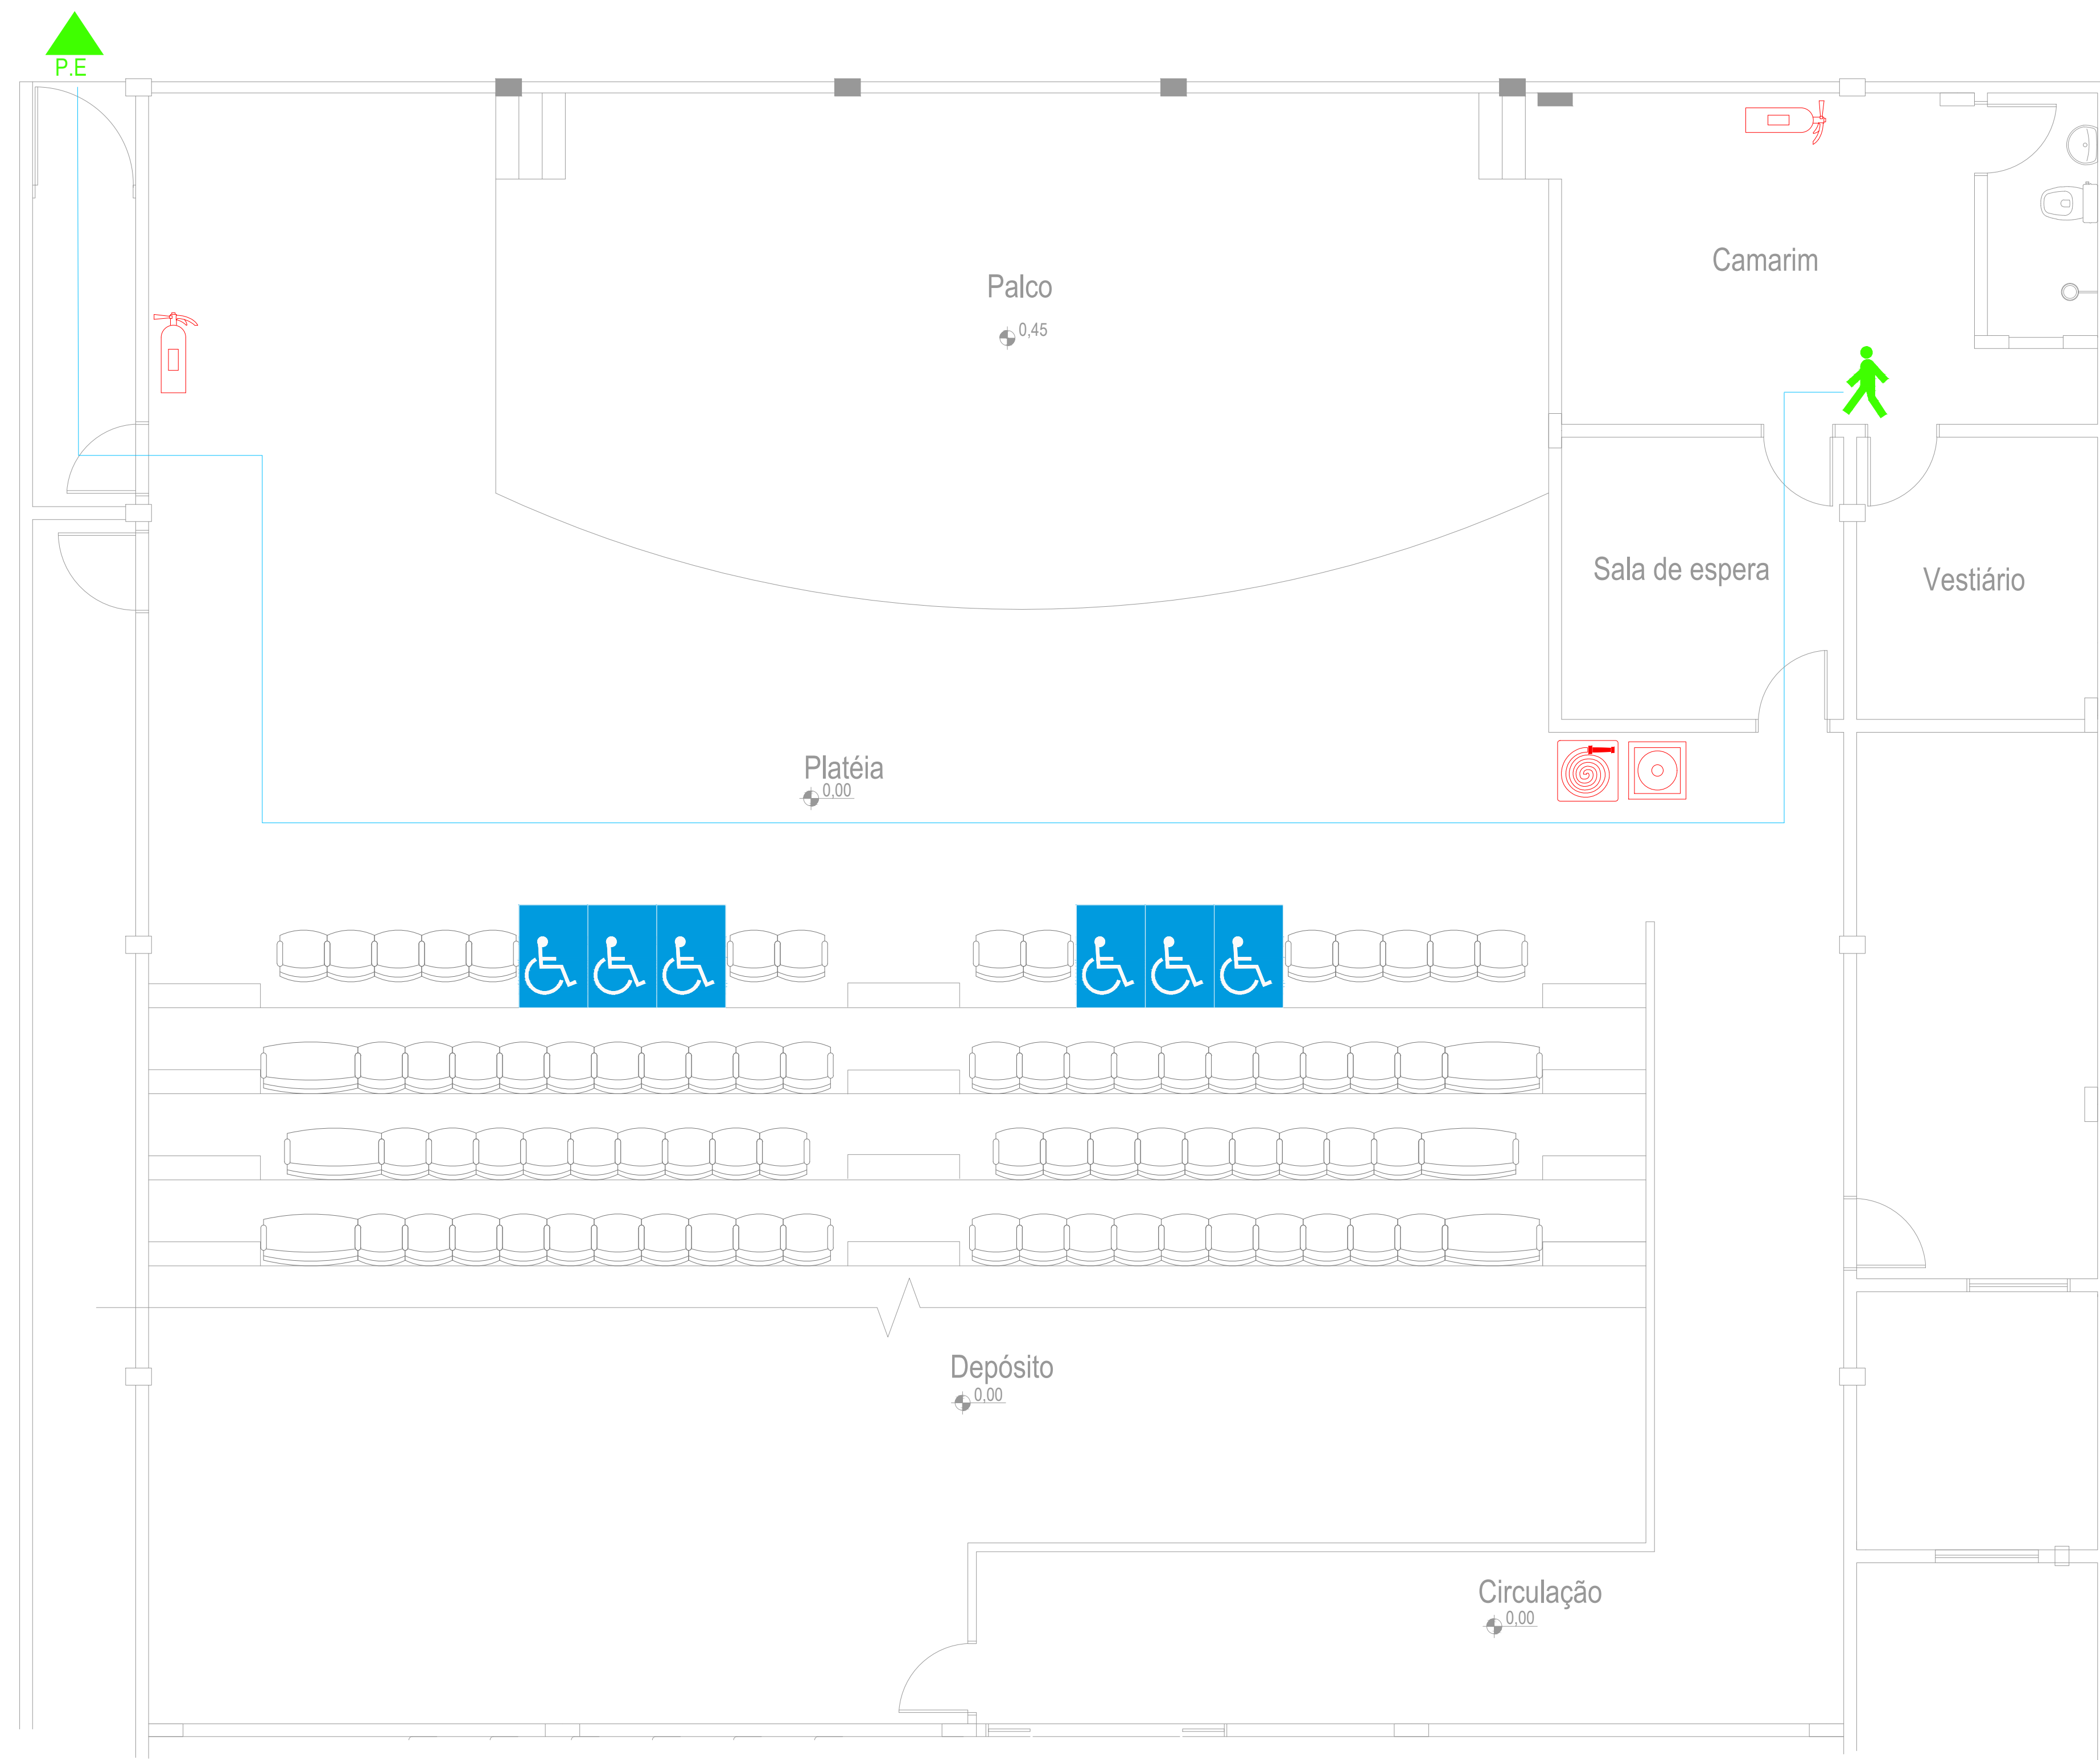 P.E
Camarim
Palco
0,45
Sala de espera
Vestiário
Platéia
0,00
Depósito
0,00
Circulação
0,00